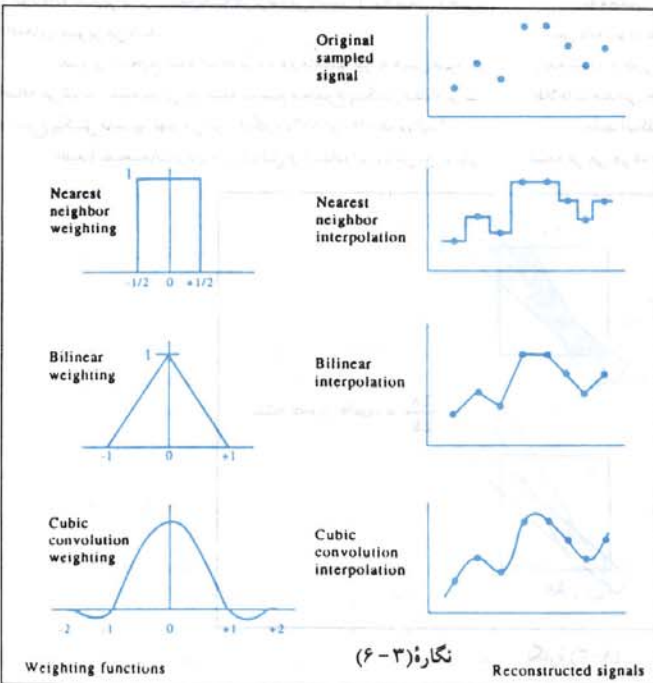 Original
sampled
signal
Nearest
neighbor
weighting
1
-1/2 0 +1/2
Nearest
neighbor
interpolation
Bilinear
weighting
1
-1 0 +1
Bilinear
interpolation
Cubic
convolution
weighting
-2 -1 0 +1 +2
Cubic
convolution
interpolation
Weighting functions
نگارهٔ (۳-۶)
Reconstructed signals